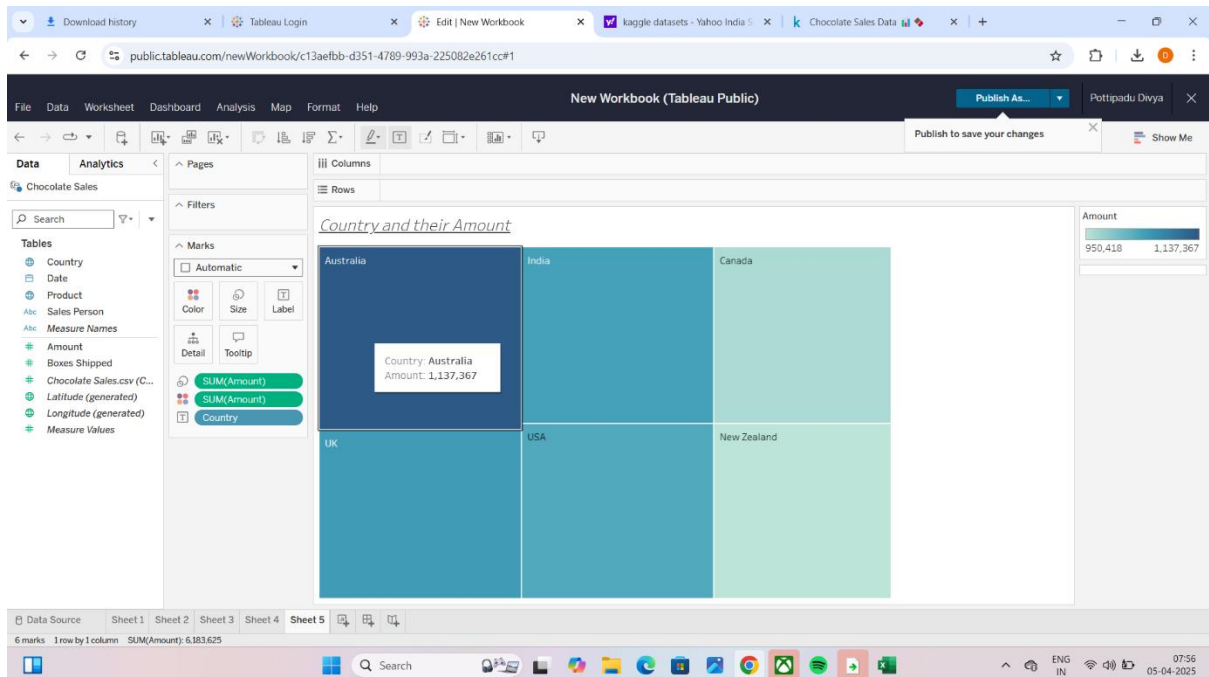 Download history
Tableau Login
Edit | New Workbook
kaggle datasets - Yahoo India S
Chocolate Sales Data
public.tableau.com/newWorkbook/c13aefbb-d351-4789-993a-225082e261cc#1
D
File Data Worksheet Dashboard Analysis Map Format Help
New Workbook (Tableau Public)
Publish As...
Pottipadu Divya
Publish to save your changes
Show Me
Data Analytics
Chocolate Sales
Search
Tables
Country
Date
Product
Abc Sales Person
Abc Measure Names
# Amount
# Boxes Shipped
# Chocolate Sales.csv (C...
Latitude (generated)
Longitude (generated)
# Measure Values
Pages
Filters
Marks
Automatic
Color Size Label
Detail Tooltip
SUM(Amount)
SUM(Amount)
Country
Columns
Rows
Country and their Amount
Australia
India
Canada
Country: Australia
Amount: 1,137,367
UK
USA
New Zealand
Amount
950,418 1,137,367
Data Source Sheet 1 Sheet 2 Sheet 3 Sheet 4 Sheet 5
6 marks 1 row by 1 column SUM(Amount): 6,183,625
Search
ENG
IN
07:56
05-04-2025